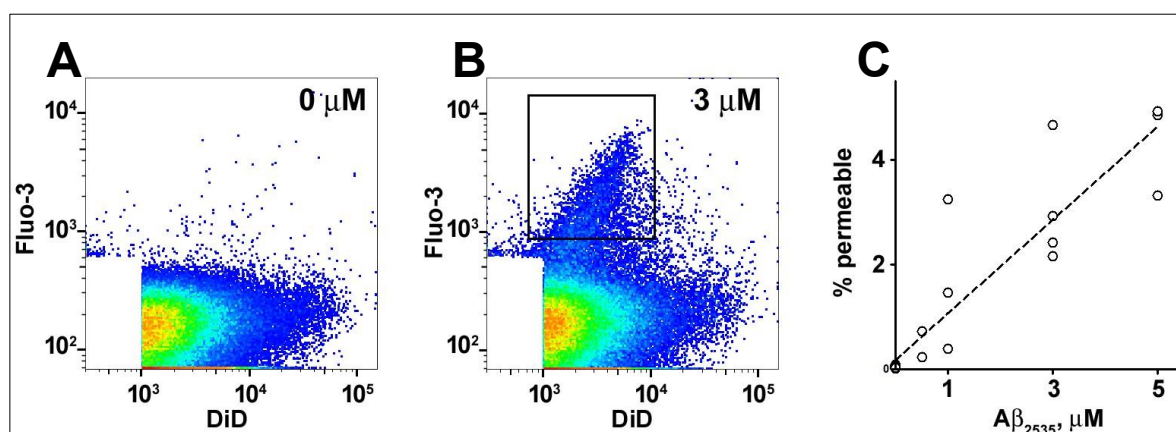 A
0 μM
10⁴
10³
10²
Fluo-3
10³
10⁴
10⁵
DiD
B
3 μM
10⁴
10³
10²
Fluo-3
10³
10⁴
10⁵
DiD
C
4
2
0
% permeable
1
3
5
Aβ₂₅₃₅, μM